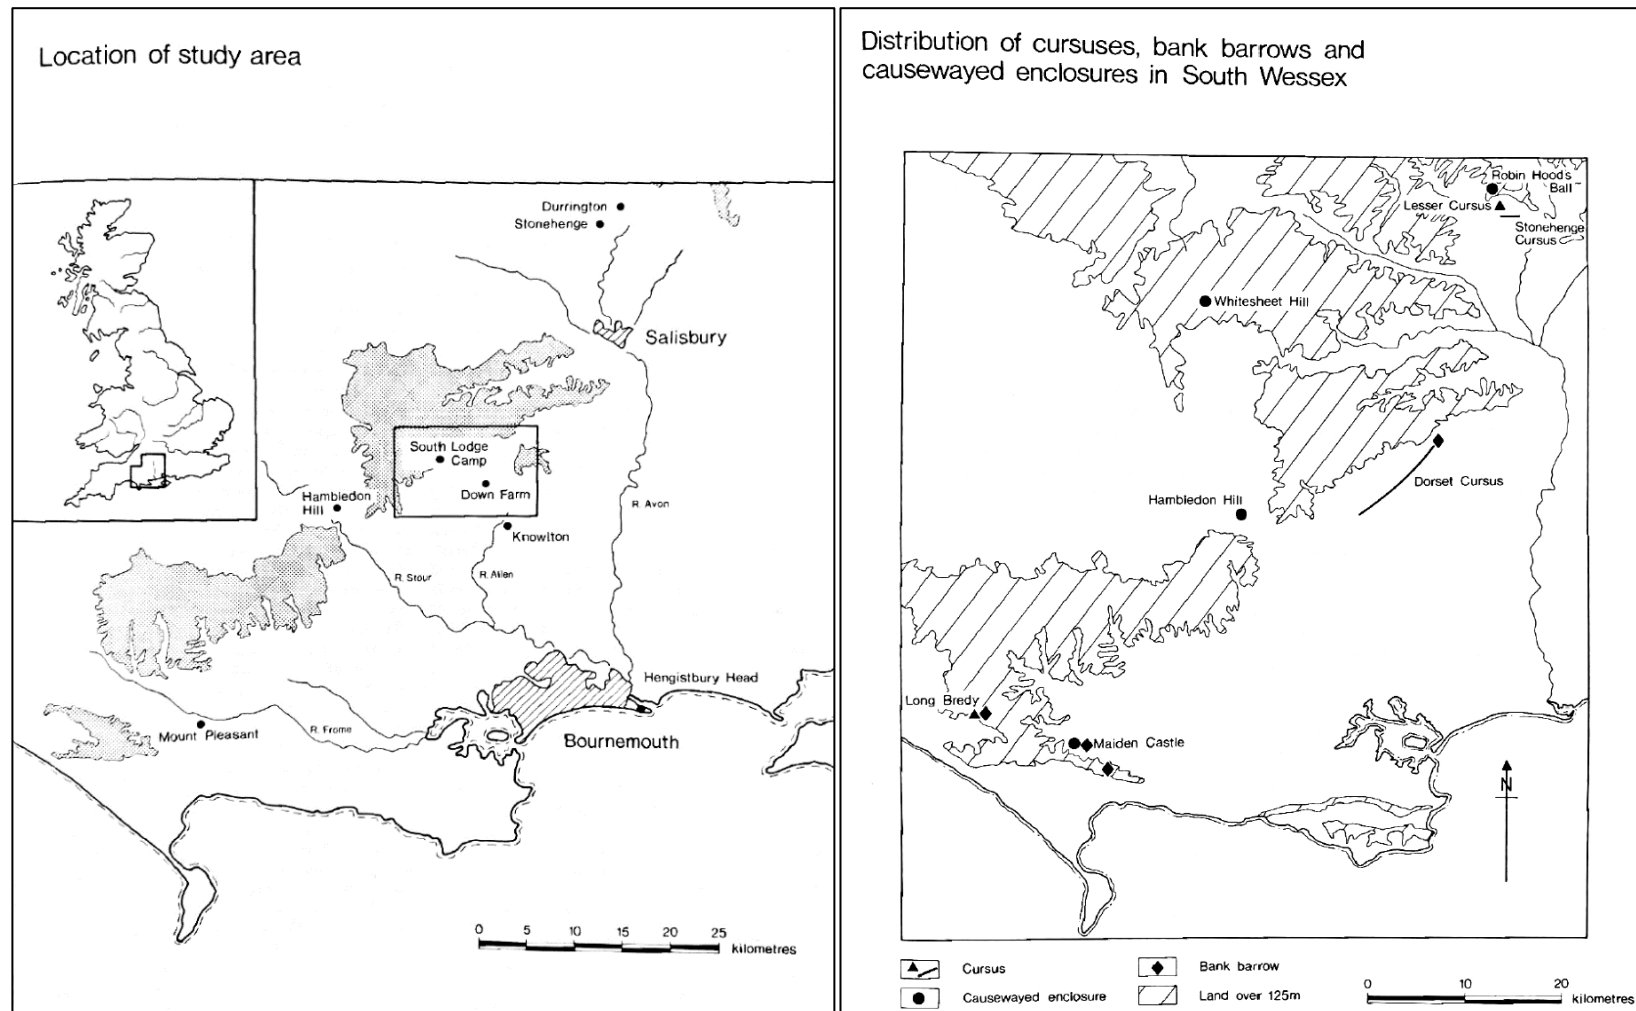 Location of study area
Durrington
Stonehenge
Salisbury
South Lodge
Camp
Down Farm
Hambledon
Hill
Knowlton
R. Avon
R. Stour
R. Allen
Hengistbury Head
Mount Pleasant
R. Frome
Bournemouth
0 5 10 15 20 25
kilometres
Distribution of cursuses, bank barrows and
causewayed enclosures in South Wessex
Robin Hood's
Ball
Lesser Cursus
Stonehenge
Cursus
Whitesheet Hill
Dorset Cursus
Hambledon Hill
Long Bredy
Maiden Castle
N
Cursus
Bank barrow
Causewayed enclosure
Land over 125m
0 10 20
kilometres